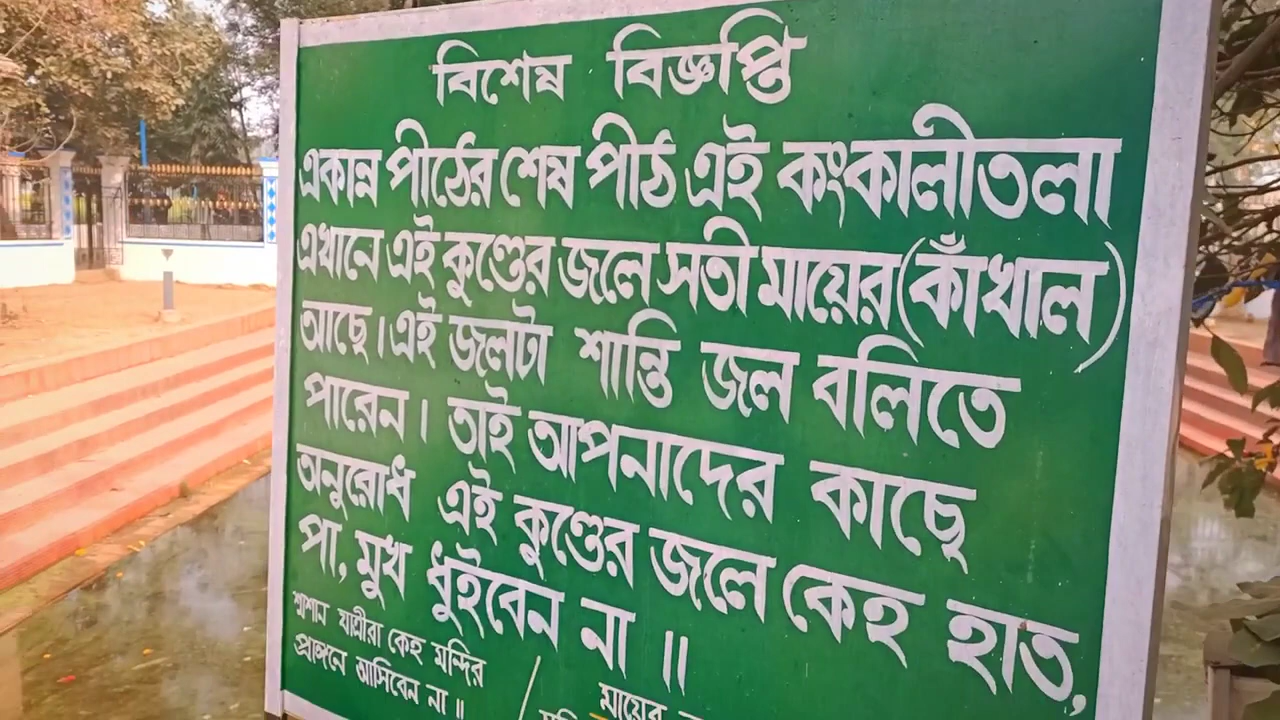 বিশেষ বিজ্ঞপ্তি
একান্ন পীঠের শেষ পীঠ এই কংকালীতলা
এখানে এই কুণ্ডের জলে সতী মায়ের (কাঁখাল)
আছে। এই জলটা শান্তি জল বলিতে
পারেন। তাই আপনাদের কাছে
অনুরোধ এই কুণ্ডের জলে কেহ হাত,
পা, মুখ ধুইবেন না ॥
শ্মশান যাত্রীরা কেহ মন্দির
প্রাঙ্গনে আসিবেন না ॥
মায়ের